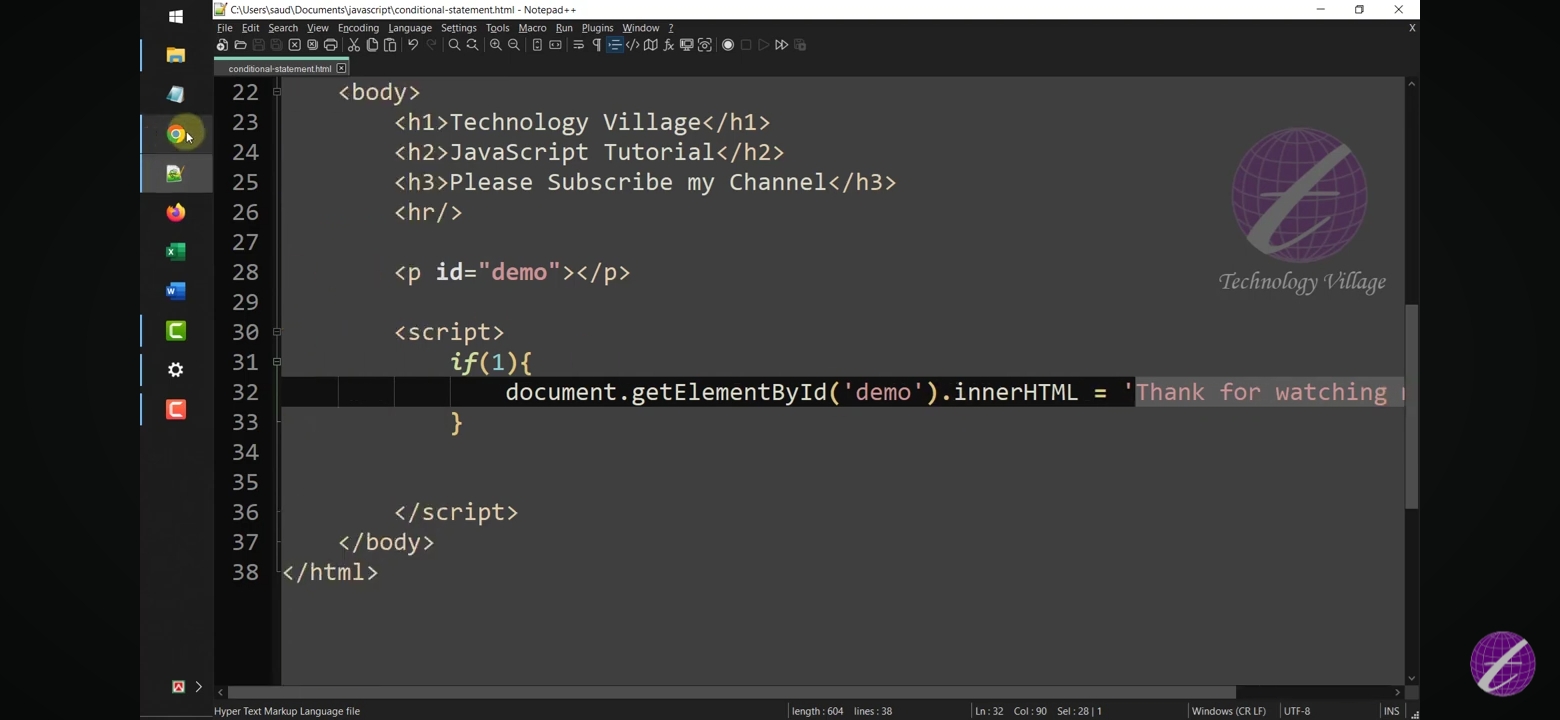 C:\Users\saud\Documents\javascript\conditional-statement.html - Notepad++
File Edit Search View Encoding Language Settings Tools Macro Run Plugins Window ? X
conditional-statement.html
22 <body>
23 <h1>Technology Village</h1>
24 <h2>JavaScript Tutorial</h2>
25 <h3>Please Subscribe my Channel</h3>
26 <hr/>
27
28 <p id="demo"></p>
29
30 <script>
31 if(1){
32 document.getElementById('demo').innerHTML = 'Thank for watching
33 }
34
35
36 </script>
37 </body>
38 </html>
Technology Village
Hyper Text Markup Language file length : 604 lines : 38 Ln : 32 Col : 90 Sel : 28 | 1 Windows (CR LF) UTF-8 INS